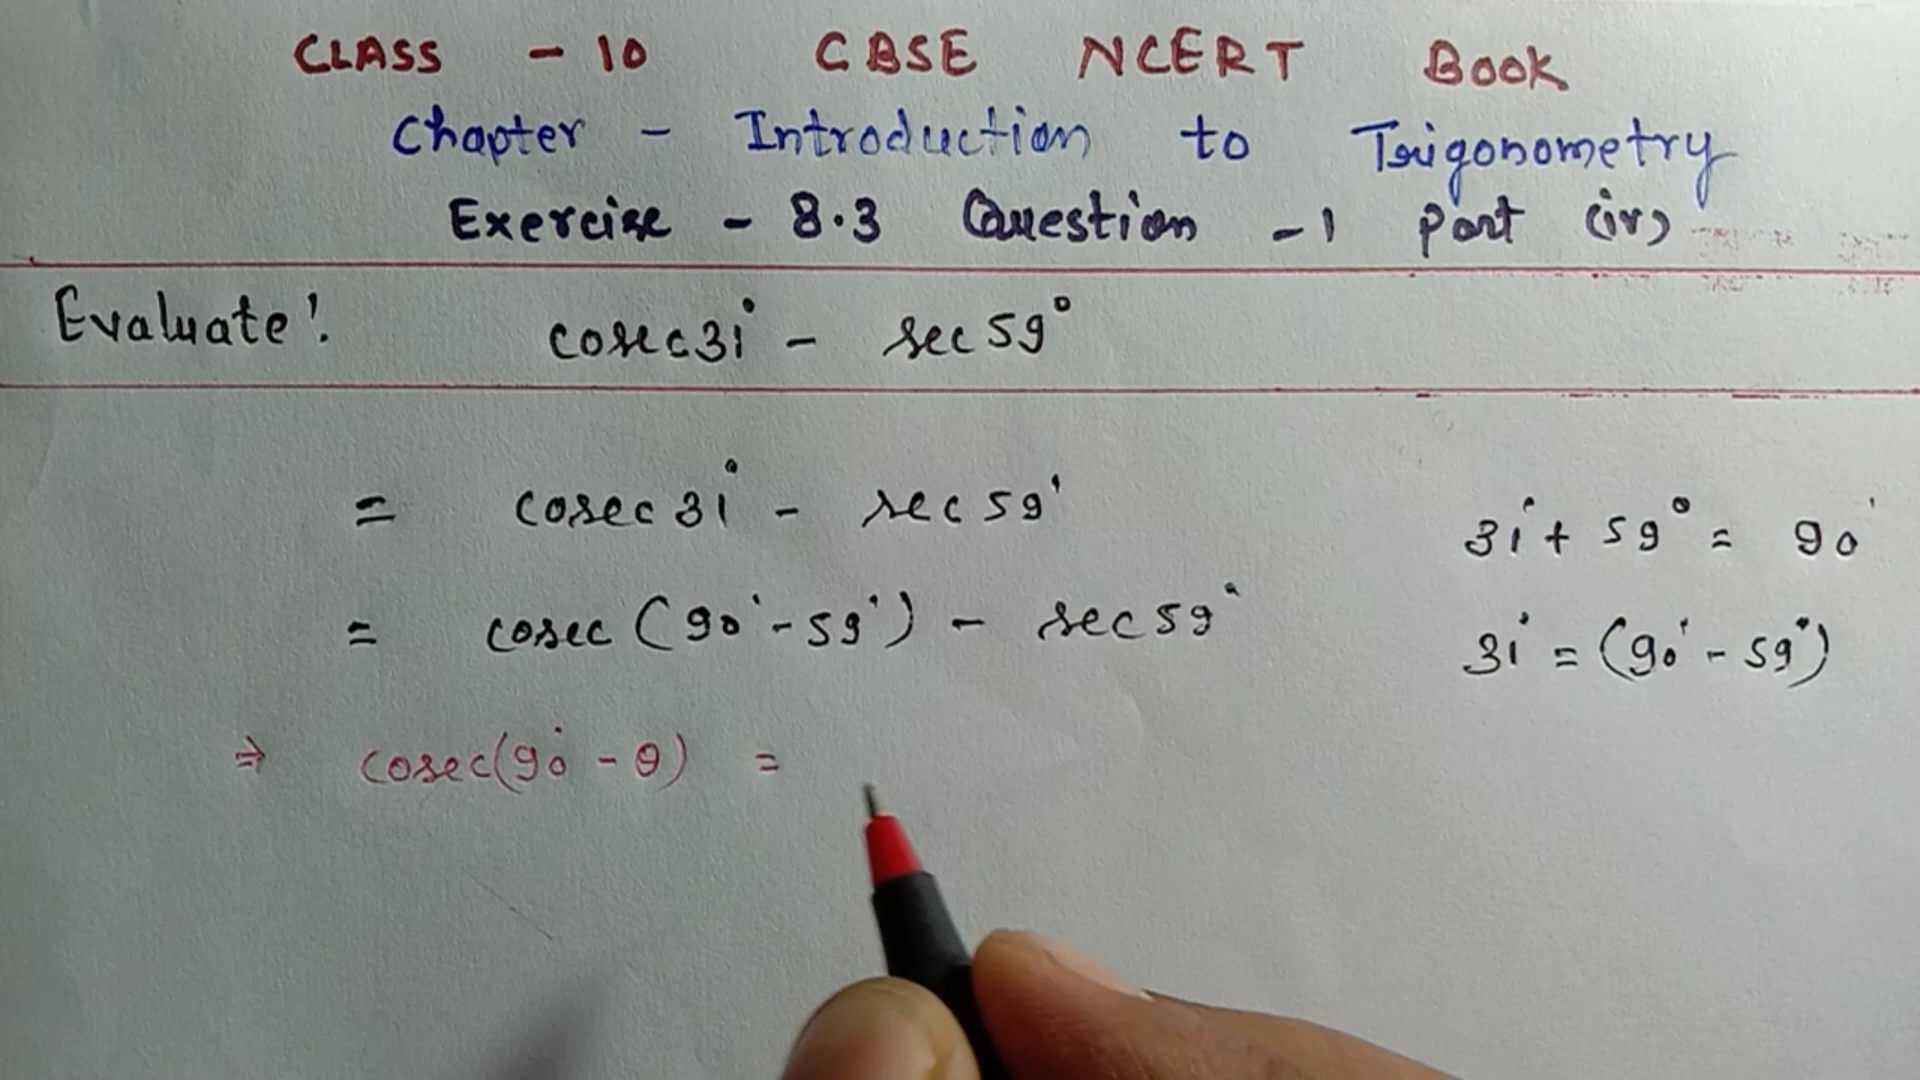 CLASS - 10 CBSE NCERT Book
Chapter - Introduction to Trigonometry
Exercise - 8.3 Question - 1 part (iv)
Evaluate: cosec31° - sec59°
= cosec31° - sec59°
31° + 59° = 90°
= cosec(90° - 59°) - sec59°
31° = (90° - 59°)
⇒ cosec(90° - θ) =